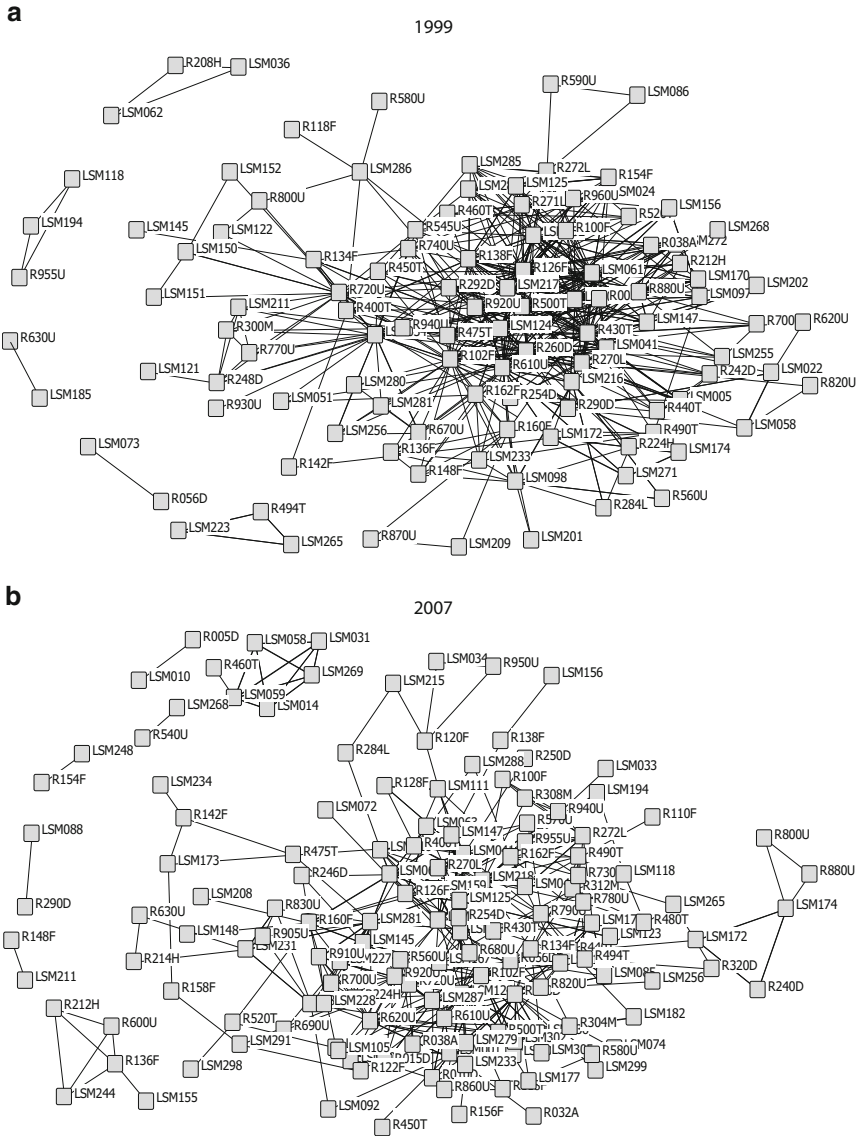 a
1999
R208H
LSM036
LSM062
R590U
LSM086
R580U
R118F
LSM285
LSM286
R272L
LSM118
LSM152
LSM125
R154F
R800U
R960U
R271L
LSM156
LSM194
R460T
LSM145
LSM122
R545U
R100F
LSM268
R740U
R038A
LSM150
R134F
R138F
R212H
R955U
R450T
R126F
LSM061
LSM170
LSM151
R720U
R292D
LSM217
R880U
LSM097
LSM202
LSM211
R400T
R920U
R500T
LSM147
R620U
R300M
R940U
R475T
LSM124
R430T
R630U
R770U
R260D
LSM041
LSM255
R102F
R610U
R270L
LSM121
R248D
LSM280
LSM216
R242D
LSM022
R820U
LSM185
R930U
LSM051
LSM281
R162F
R254D
R290D
R440T
LSM005
LSM256
R670U
R160F
LSM172
R490T
LSM058
LSM073
R136F
R224H
LSM174
R142F
R148F
LSM233
LSM271
LSM098
R560U
R056D
R284L
R494T
LSM223
LSM265
R870U
LSM209
LSM201
b
2007
R005D
LSM058
LSM031
R460T
LSM269
LSM034
R950U
LSM156
LSM010
LSM059
LSM215
LSM268
LSM014
R540U
R120F
R138F
LSM248
R284L
R250D
R154F
LSM288
LSM033
LSM234
R128F
LSM111
R100F
LSM194
R308M
R142F
LSM072
R940U
R110F
LSM088
LSM147
R272L
R800U
R955U
LSM173
R475T
R162F
R490T
R246D
R270L
R730
LSM118
R880U
R126F
R312M
LSM208
LSM125
R780U
LSM265
R290D
R830U
R254D
R790U
LSM174
R630U
R160F
LSM281
R480T
R148F
LSM148
R905U
R430T
LSM123
LSM172
LSM231
LSM145
R134F
R214H
R910U
R680U
R494T
LSM211
R560U
R320D
R920U
R102F
LSM085
LSM256
R158F
R700U
R820U
R240D
R212H
LSM228
LSM287
R600U
R520T
R690U
R620U
R610U
R304M
LSM182
LSM291
R038A
R500T
LSM105
LSM279
R580U
R136F
LSM298
R122F
LSM233
LSM299
LSM244
LSM177
LSM155
R860U
LSM092
R156F
R032A
R450T